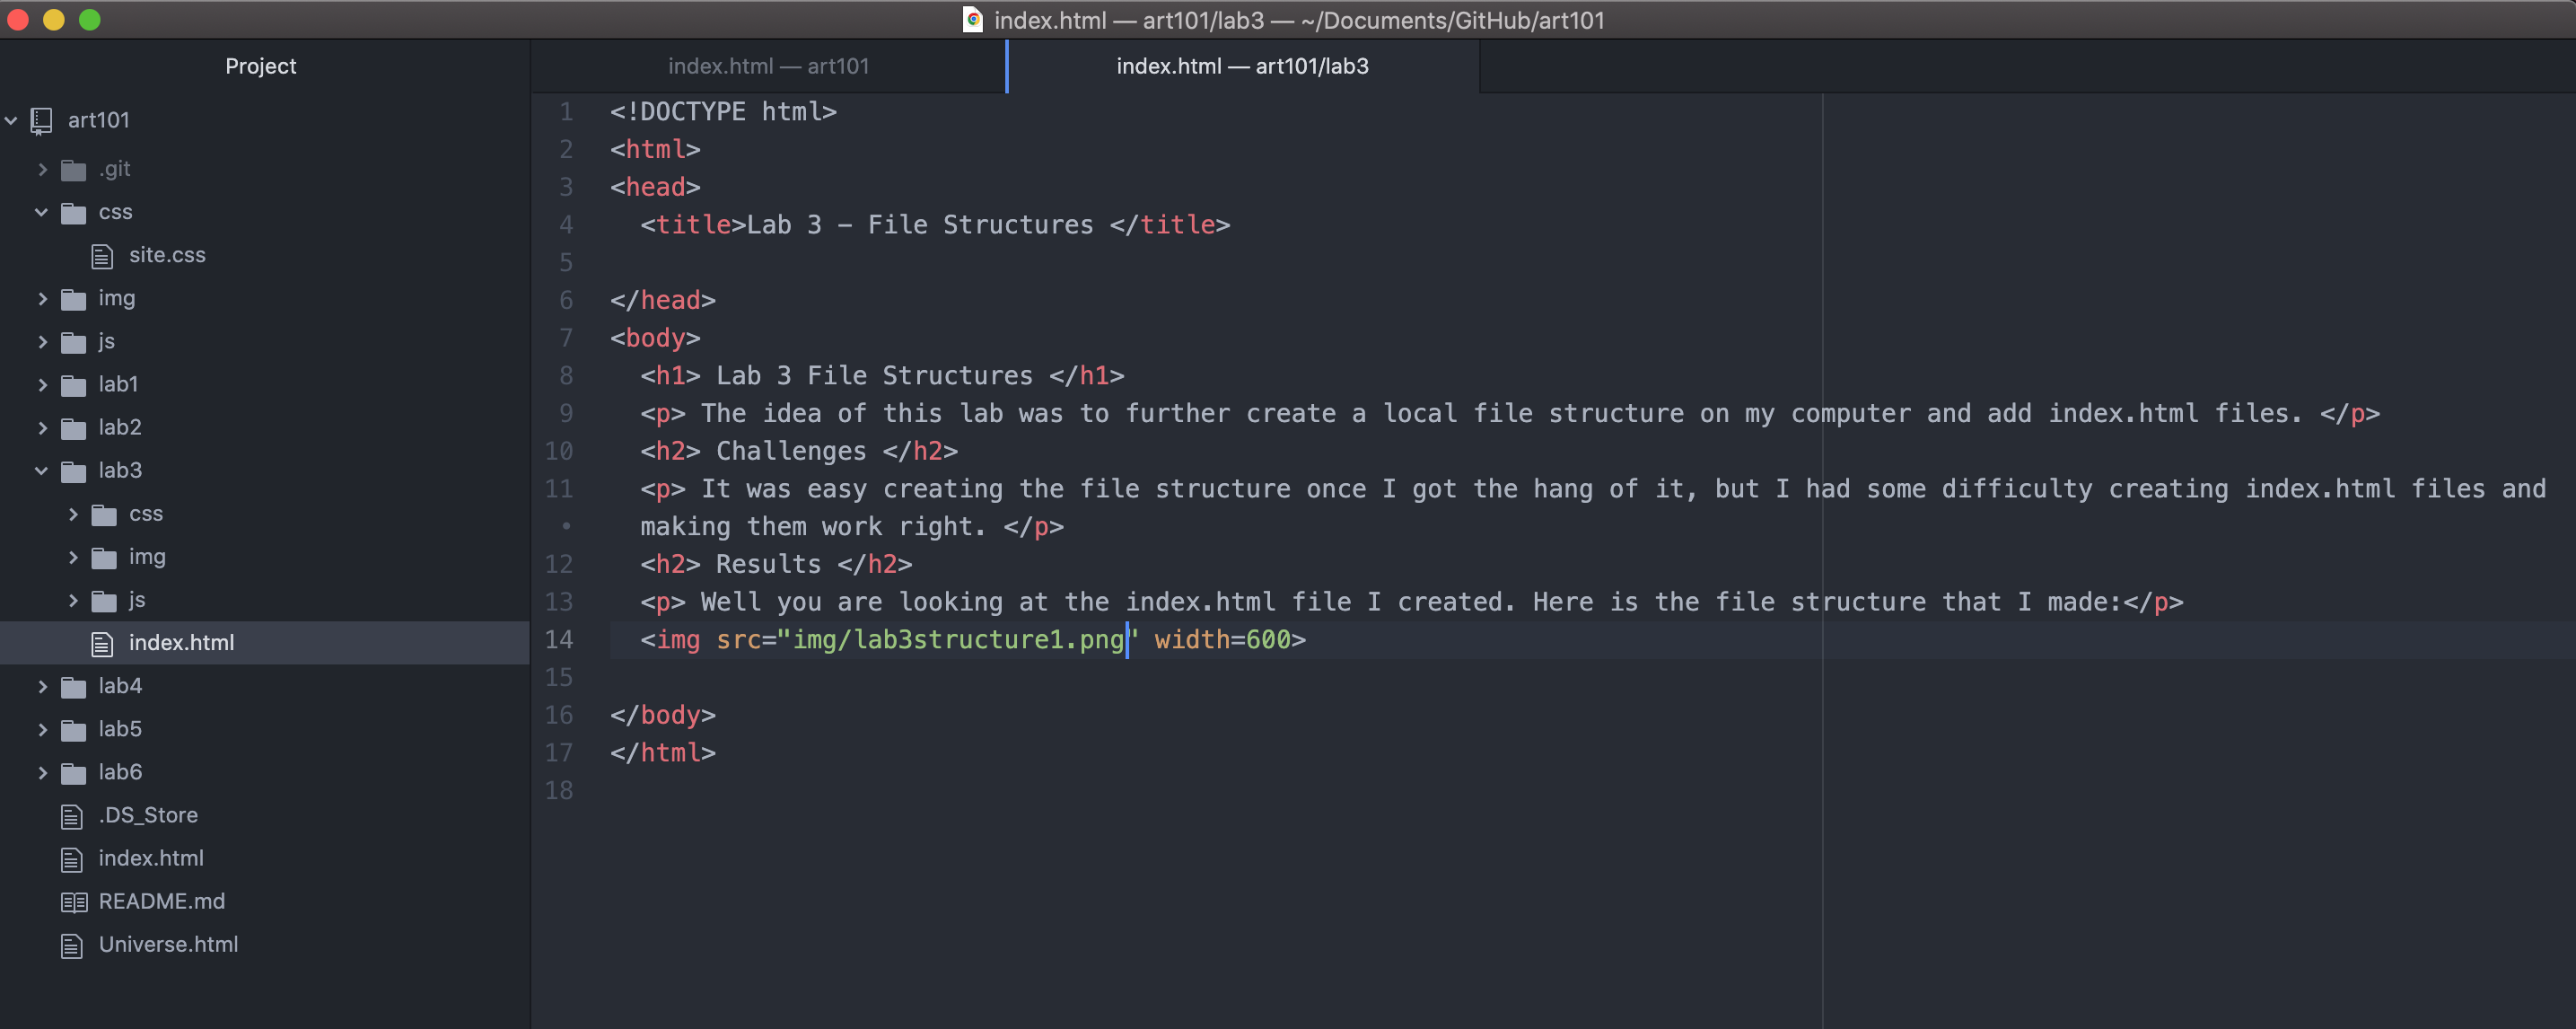 index.html — art101/lab3 — ~/Documents/GitHub/art101
Project
art101
.git
css
site.css
img
js
lab1
lab2
lab3
css
img
js
index.html
lab4
lab5
lab6
.DS_Store
index.html
README.md
Universe.html
index.html — art101
index.html — art101/lab3
1 <!DOCTYPE html>
2 <html>
3 <head>
4   <title>Lab 3 – File Structures </title>
5
6 </head>
7 <body>
8   <h1> Lab 3 File Structures </h1>
9   <p> The idea of this lab was to further create a local file structure on my computer and add index.html files. </p>
10   <h2> Challenges </h2>
11   <p> It was easy creating the file structure once I got the hang of it, but I had some difficulty creating index.html files and
•   making them work right. </p>
12   <h2> Results </h2>
13   <p> Well you are looking at the index.html file I created. Here is the file structure that I made:</p>
14   <img src="img/lab3structure1.png" width=600>
15
16 </body>
17 </html>
18